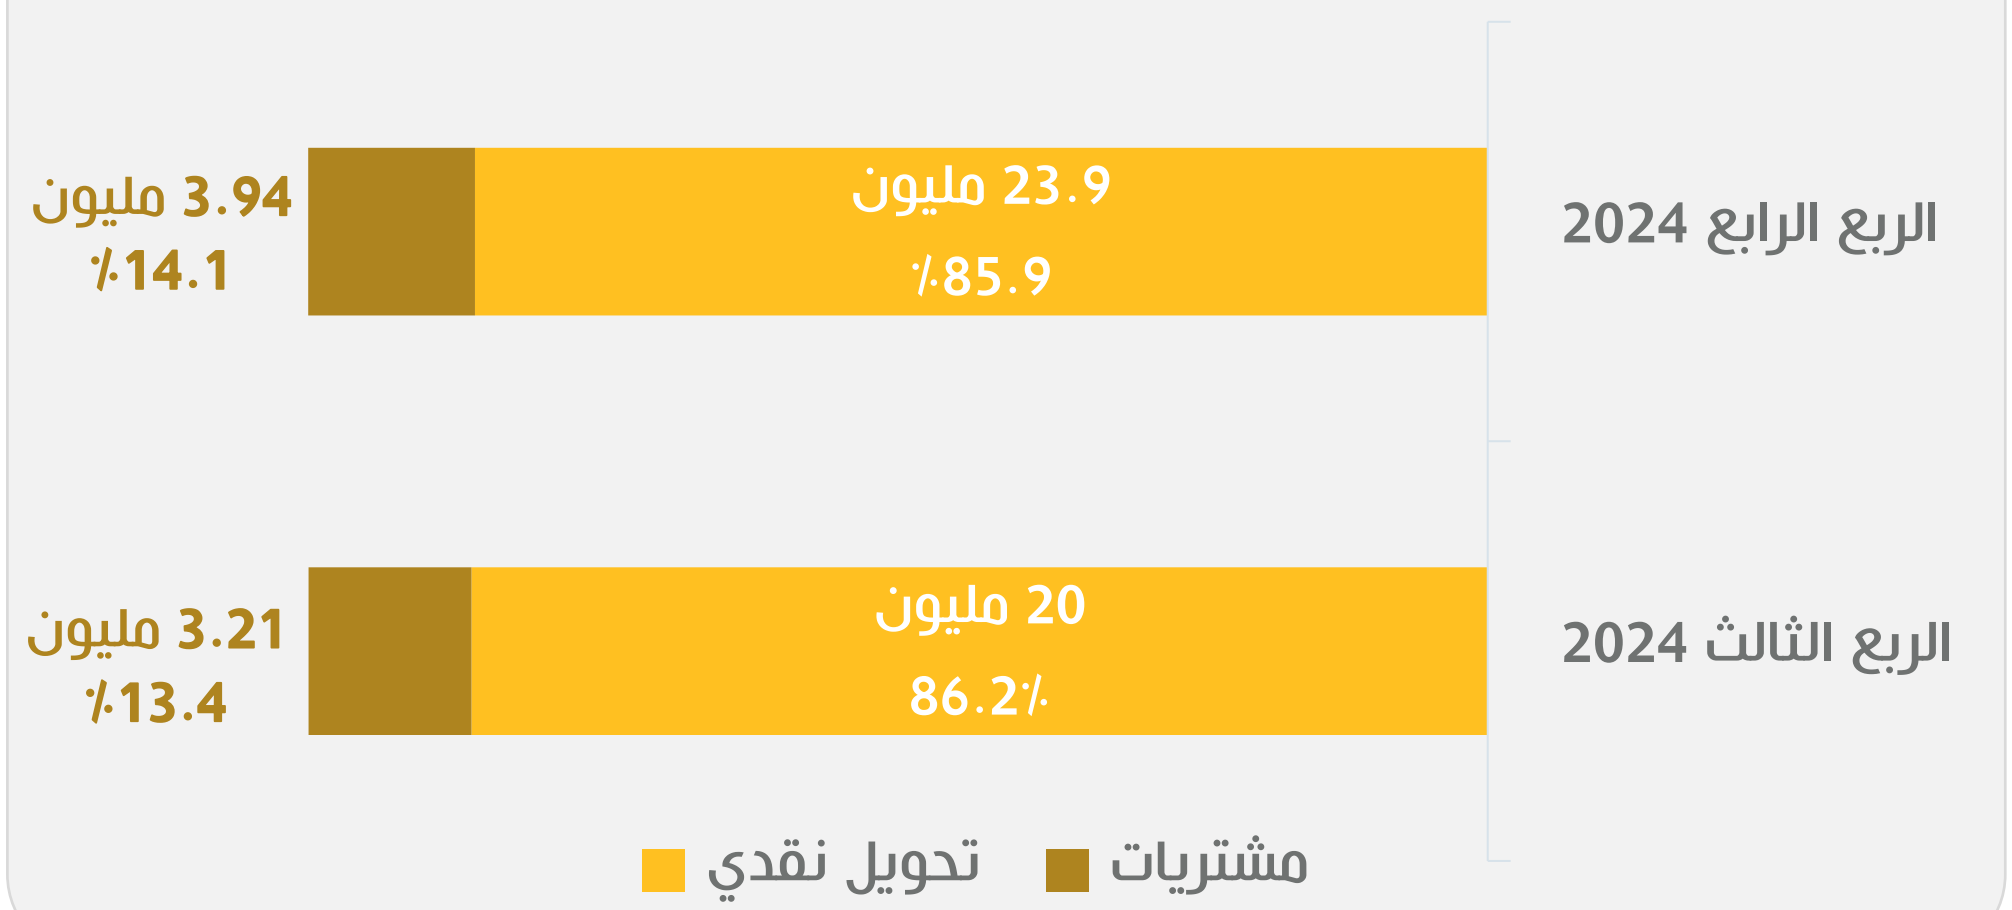 الربع الرابع 2024
23.9 مليون
٪85.9
3.94 مليون
٪14.1
الربع الثالث 2024
20 مليون
86.2٪
3.21 مليون
٪13.4
مشتريات
تحويل نقدي